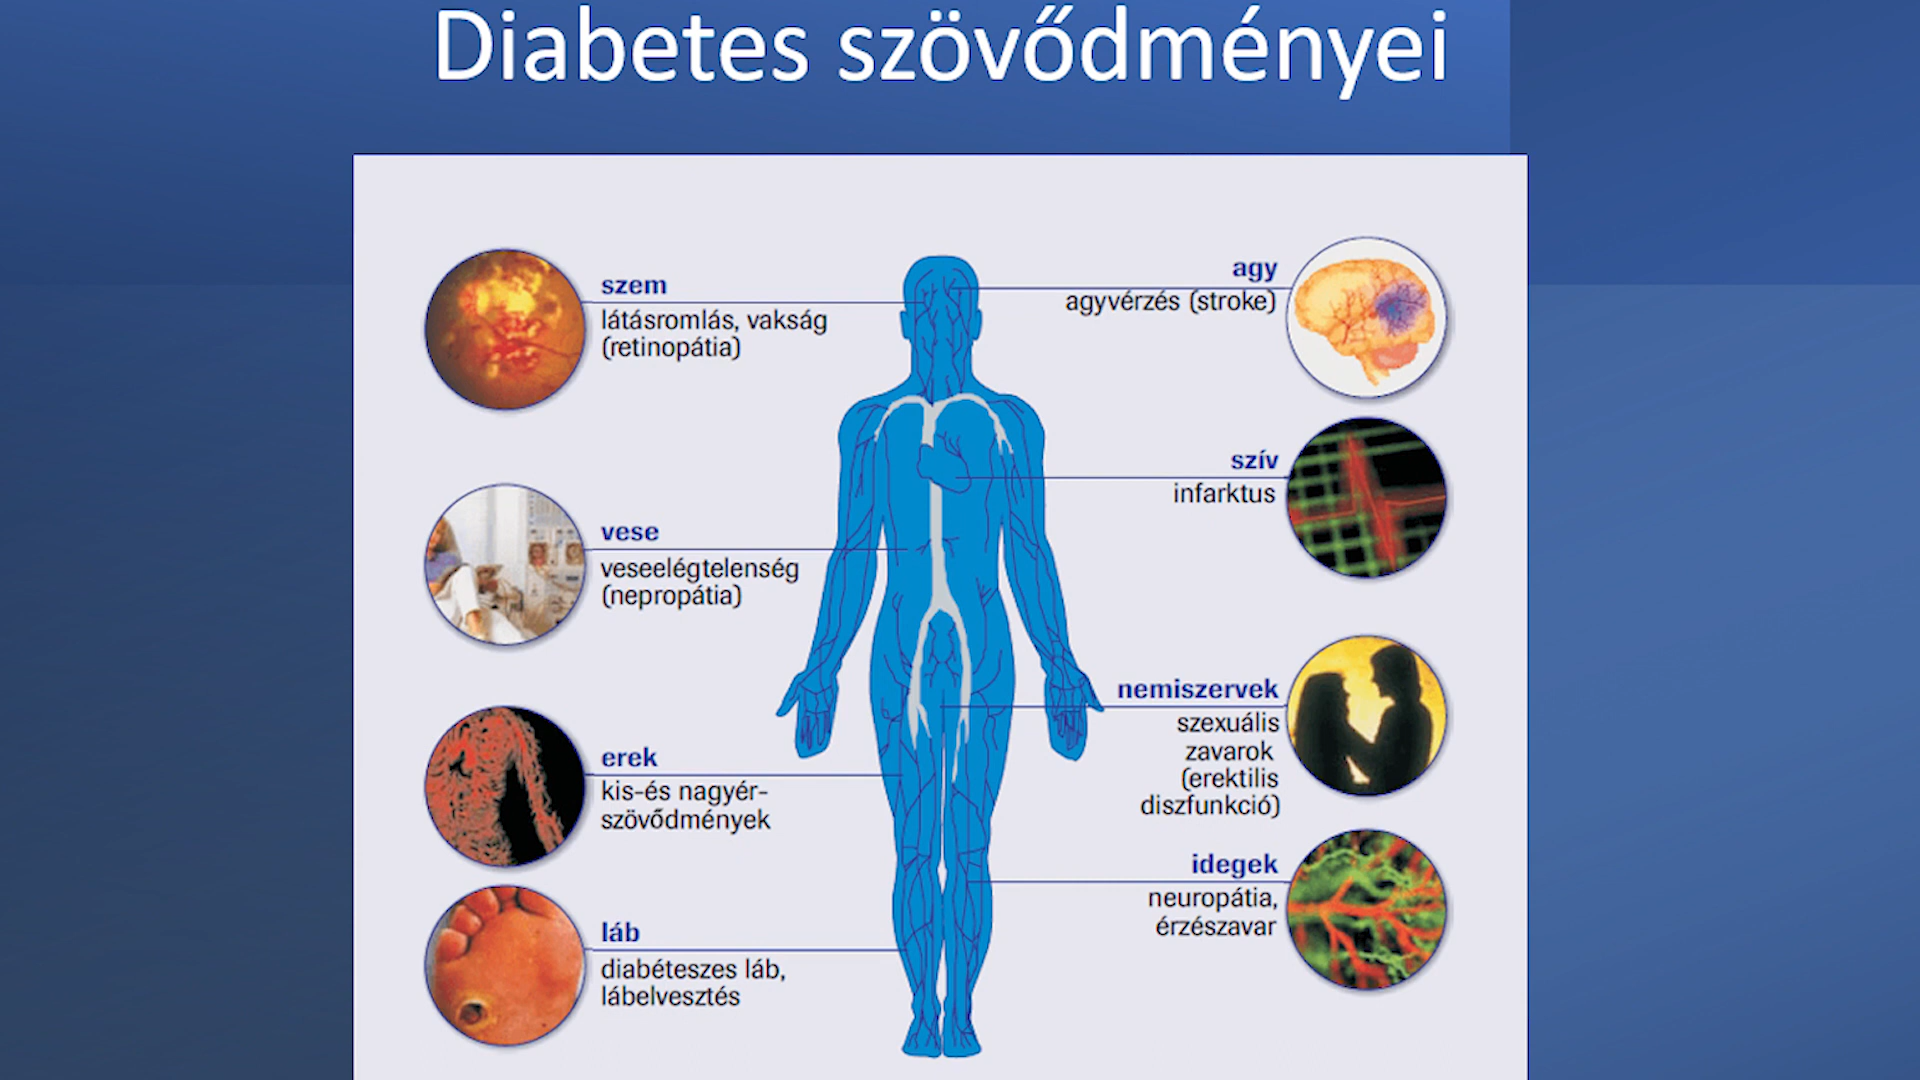 Diabetes szövődményei
szem
látásromlás, vakság
(retinopátia)
vese
veseelégtelenség
(nepropátia)
erek
kis-és nagyér-
szövődmények
láb
diabéteszes láb,
lábelvesztés
agy
agyvérzés (stroke)
szív
infarktus
nemiszervek
szexuális
zavarok
(erektilis
diszfunkció)
idegek
neuropátia,
érzészavar